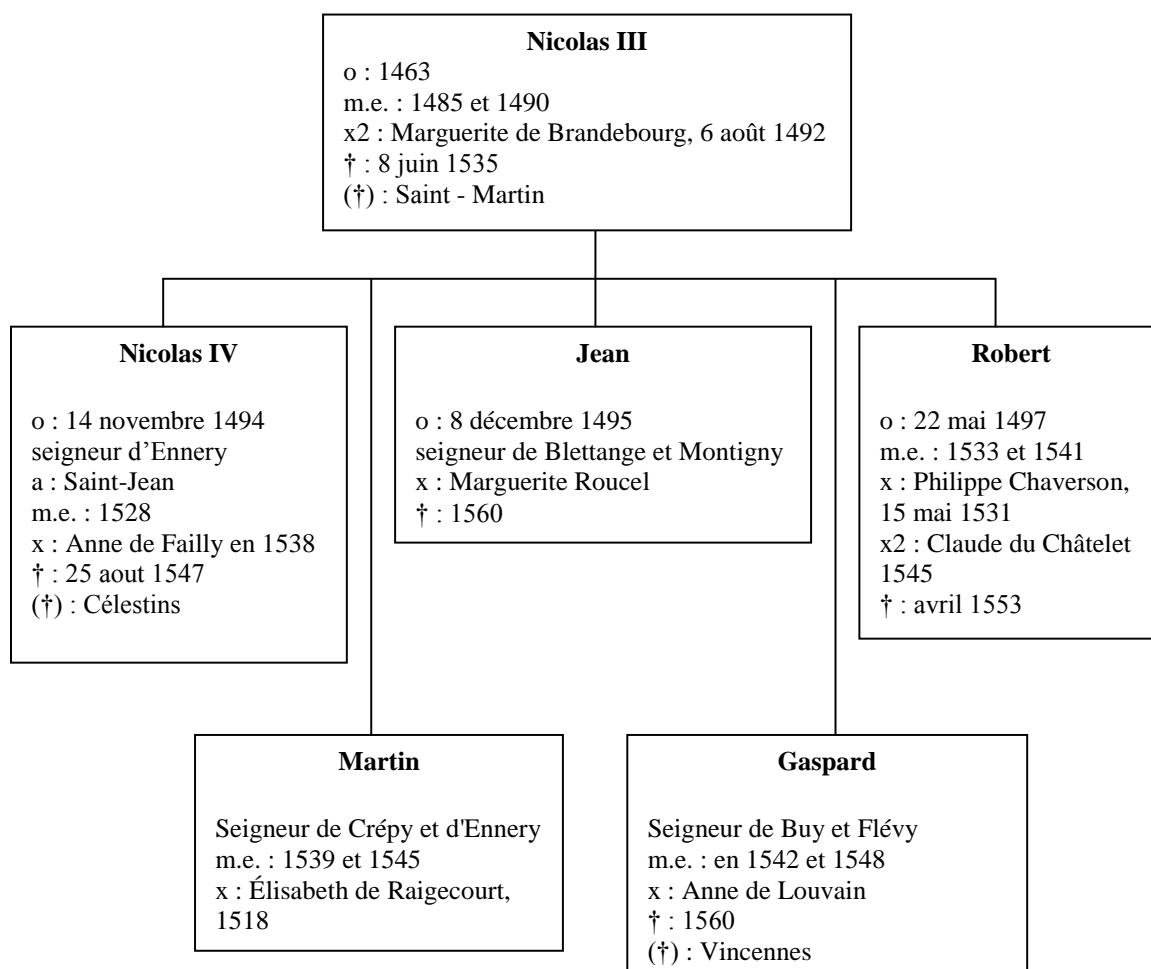 Nicolas III
o : 1463
m.e. : 1485 et 1490
x2 : Marguerite de Brandebourg, 6 août 1492
† : 8 juin 1535
(†) : Saint - Martin
Nicolas IV
o : 14 novembre 1494
seigneur d’Ennery
a : Saint-Jean
m.e. : 1528
x : Anne de Failly en 1538
† : 25 aout 1547
(†) : Célestins
Jean
o : 8 décembre 1495
seigneur de Blettange et Montigny
x : Marguerite Roucel
† : 1560
Robert
o : 22 mai 1497
m.e. : 1533 et 1541
x : Philippe Chaverson,
15 mai 1531
x2 : Claude du Châtelet
1545
† : avril 1553
Martin
Seigneur de Crépy et d'Ennery
m.e. : 1539 et 1545
x : Élisabeth de Raigecourt,
1518
Gaspard
Seigneur de Buy et Flévy
m.e. : en 1542 et 1548
x : Anne de Louvain
† : 1560
(†) : Vincennes